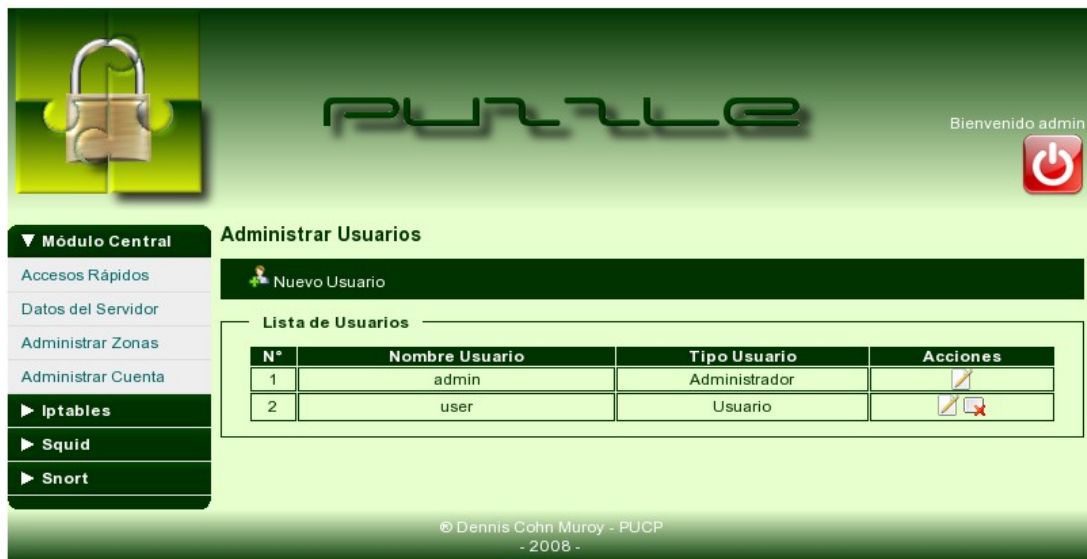 PUZZLE
Bienvenido admin
▼ Módulo Central
Accesos Rápidos
Datos del Servidor
Administrar Zonas
Administrar Cuenta
► Iptables
► Squid
► Snort
Administrar Usuarios
Nuevo Usuario
Lista de Usuarios
N° Nombre Usuario Tipo Usuario Acciones
1 admin Administrador
2 user Usuario
® Dennis Cohn Muroy - PUCP
- 2008 -